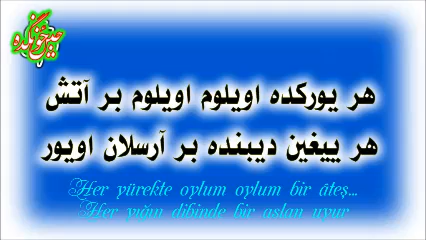 هر یورکده اویلوم اویلوم بر آتش
هر ییغین دیبنده بر آرسلان اویور
Her yürekte oylum oylum bir âteş...
Her yığın dibinde bir aslan uyur